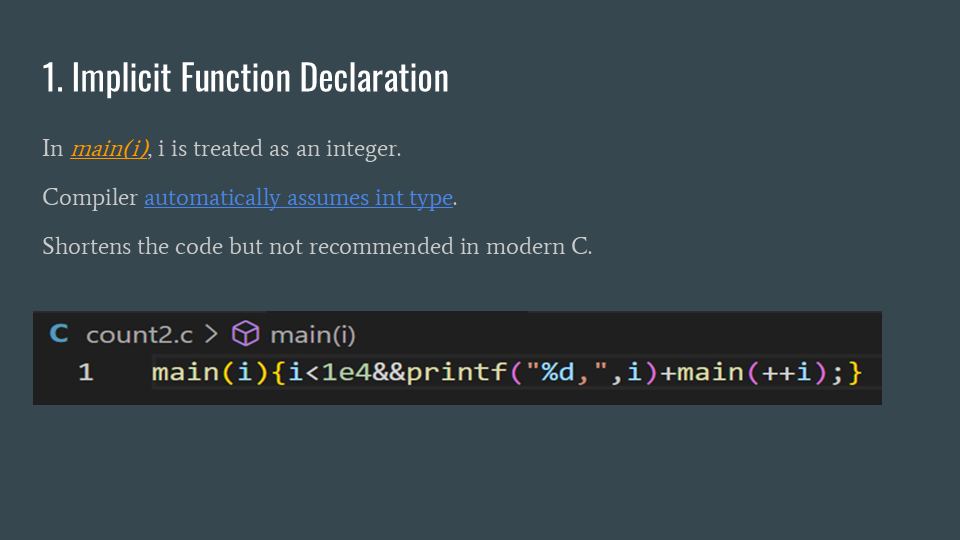 1. Implicit Function Declaration
In main(i), i is treated as an integer.
Compiler automatically assumes int type.
Shortens the code but not recommended in modern C.
C count2.c > main(i)
1 main(i){i<1e4&&printf("%d,",i)+main(++i);}